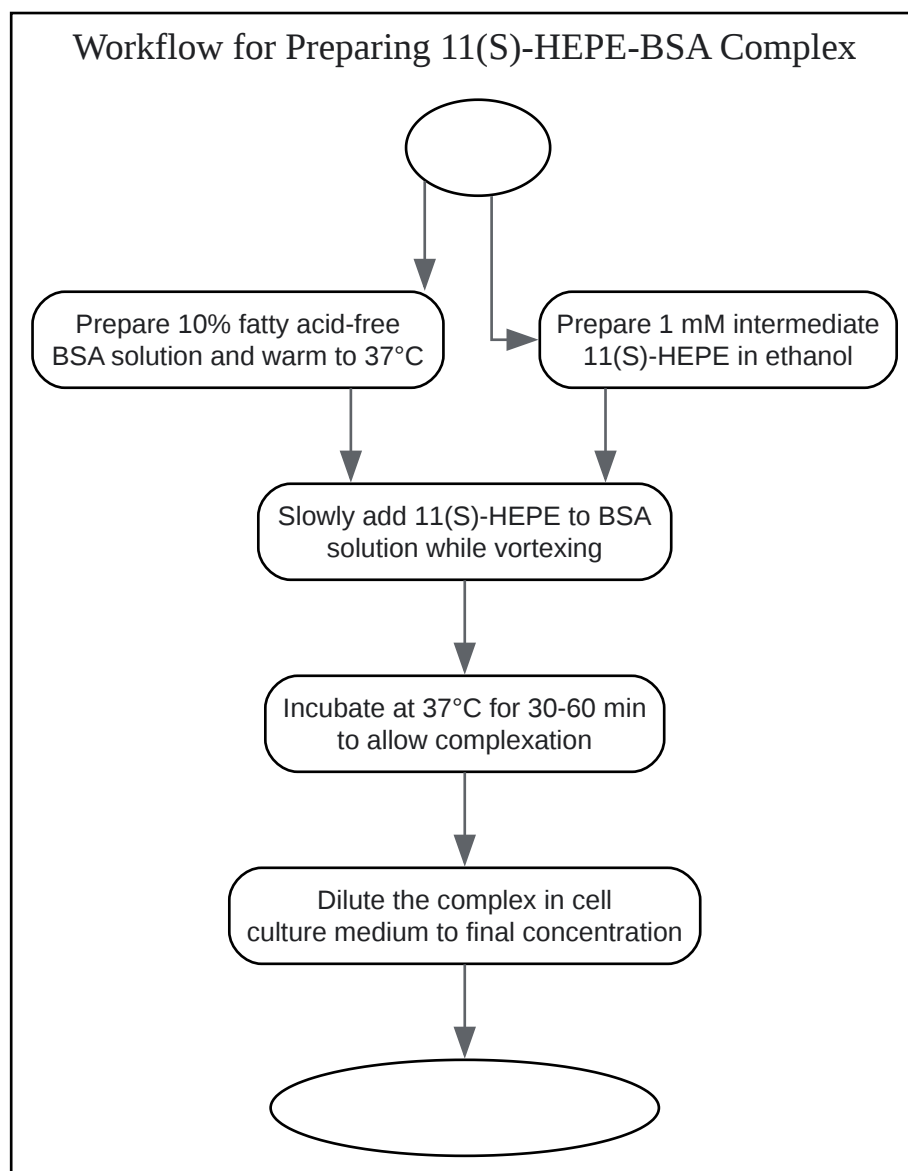 Workflow for Preparing 11(S)-HEPE-BSA Complex
Prepare 10% fatty acid-free
BSA solution and warm to 37°C
Prepare 1 mM intermediate
11(S)-HEPE in ethanol
Slowly add 11(S)-HEPE to BSA
solution while vortexing
Incubate at 37°C for 30-60 min
to allow complexation
Dilute the complex in cell
culture medium to final concentration